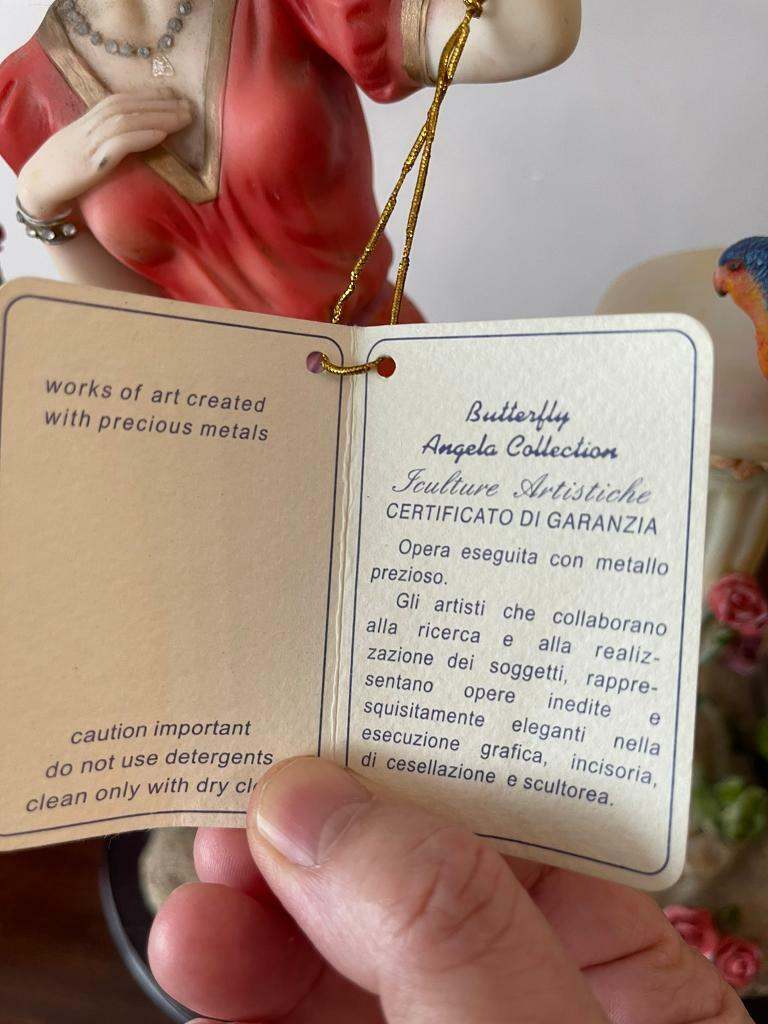 works of art created
with precious metals
caution important
do not use detergents
clean only with dry
Butterfly
Angela Collection
Sculture Artistiche
CERTIFICATO DI GARANZIA
Opera eseguita con metallo
prezioso.
Gli artisti che collaborano
alla ricerca e alla realiz-
zazione dei soggetti, rappre-
sentano opere inedite e
squisitamente eleganti nella
esecuzione grafica, incisoria,
di cesellazione e scultorea.